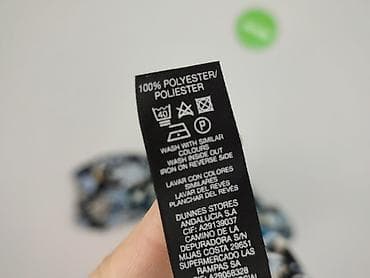 100% POLYESTER/
POLIESTER
40
P
WASH WITH SIMILAR
COLOURS
WASH INSIDE OUT
IRON ON REVERSE SIDE
LAVAR CON COLORES
SIMILARES
LAVAR DEL REVÉS
PLANCHAR DEL REVÉS
DUNNES STORES
ANDALUCIA S.A
CIF: A29139037
CAMINO DE LA
DEPURADORA S/N
MIJAS COSTA 29651
SUPERMERCADO LAS
RAMPAS SA